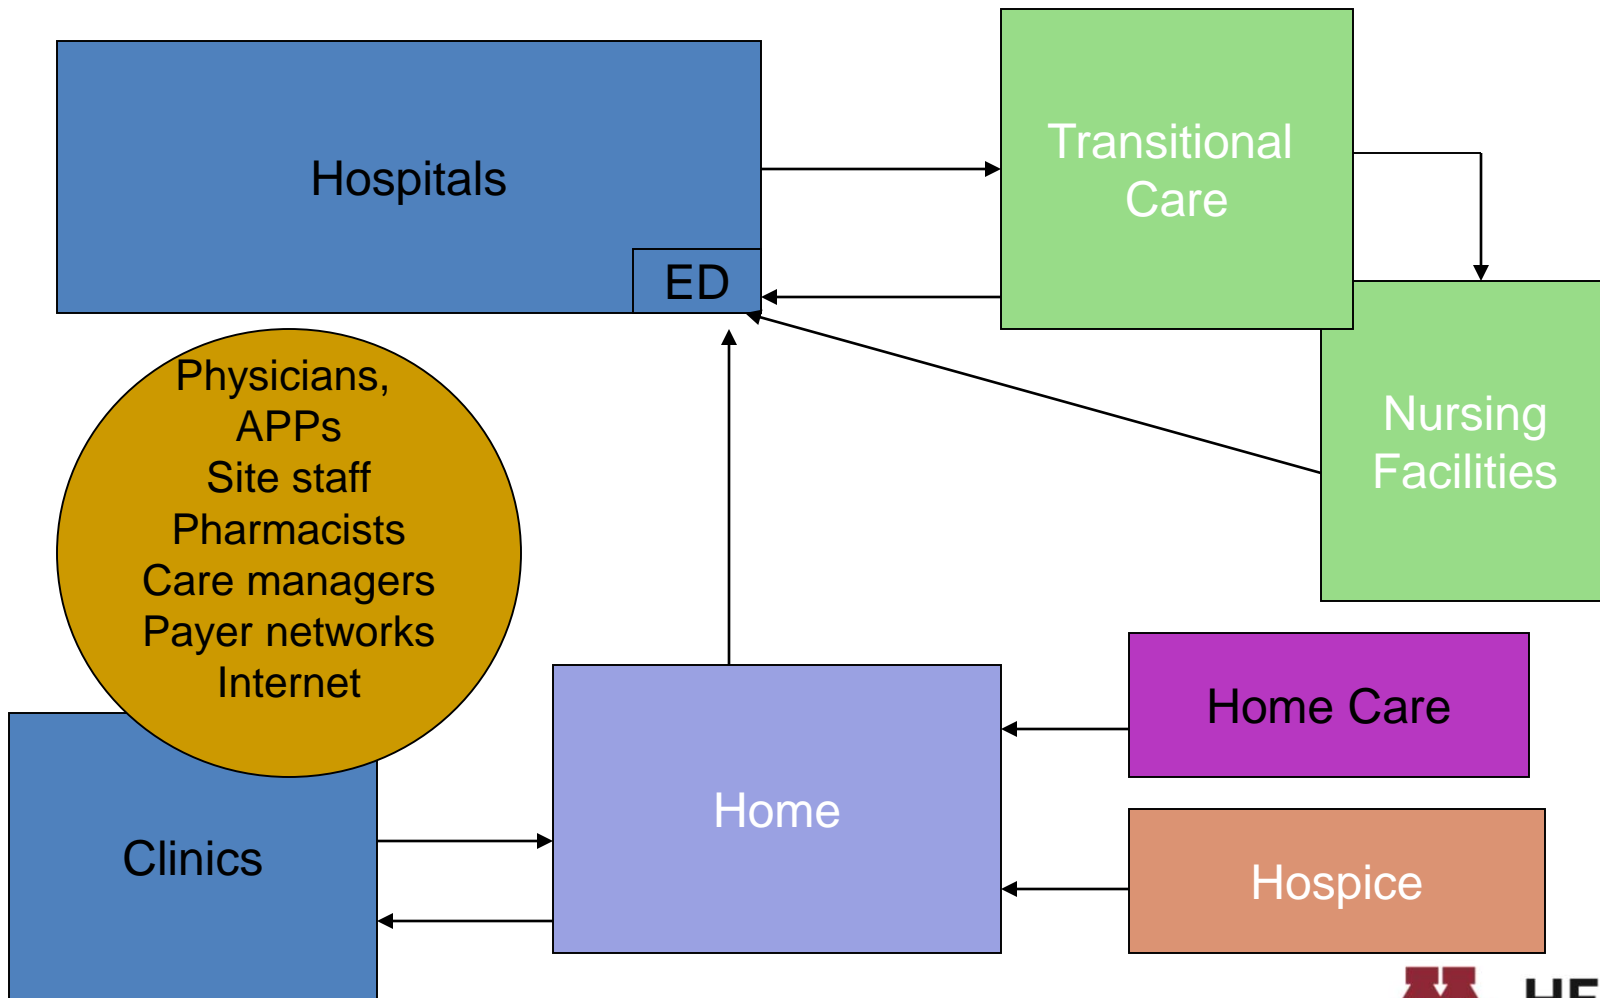 Hospitals
ED
Transitional
Care
Physicians,
APPs
Site staff
Pharmacists
Care managers
Payer networks
Internet
Nursing
Facilities
Home Care
Home
Clinics
Hospice